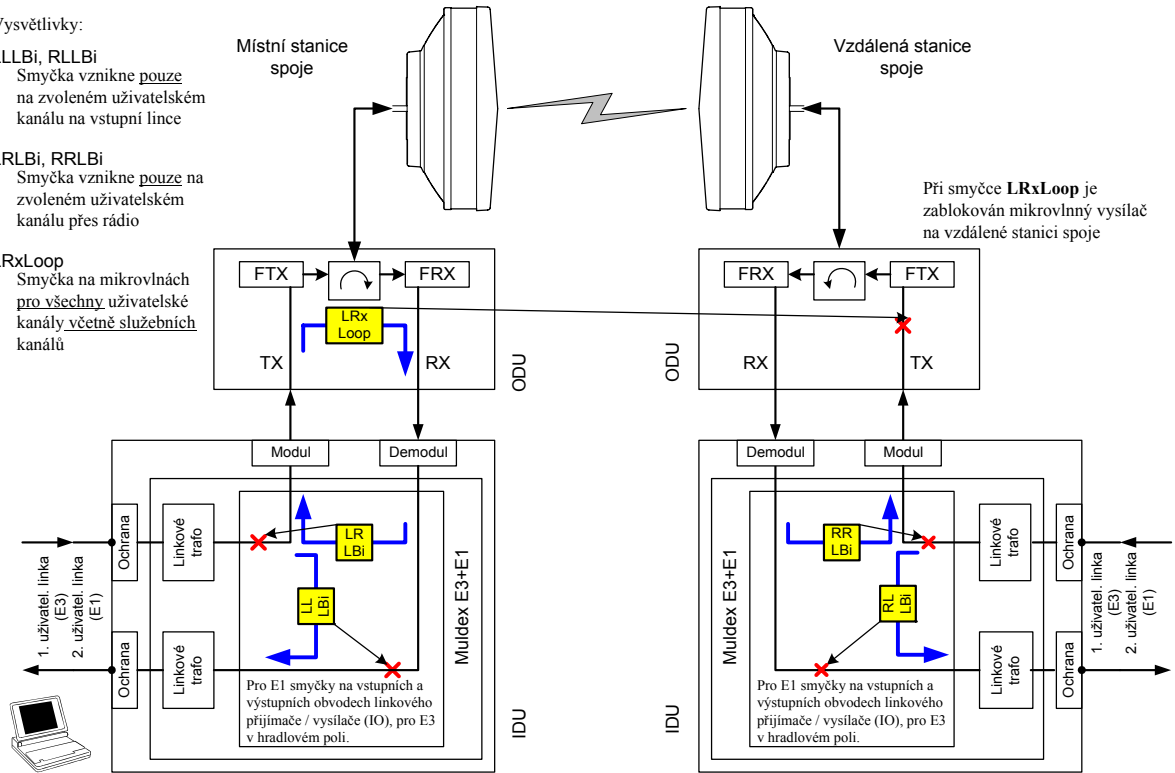 Vysvětlivky:
LLLBi, RLLBi
Smyčka vznikne pouze
na zvoleném uživatelském
kanálu na vstupní lince
LRLBi, RRLBi
Smyčka vznikne pouze na
zvoleném uživatelském
kanálu přes rádio
LRxLoop
Smyčka na mikrovlnách
pro všechny uživatelské
kanály včetně služebních
kanálů
Místní stanice
spoje
Vzdálená stanice
spoje
Při smyčce LRxLoop je
zablokován mikrovlnný vysílač
na vzdálené stanici spoje
FTX
FRX
LRx
Loop
TX
RX
ODU
FRX
FTX
RX
TX
ODU
Modul
Demodul
Ochrana
Linkové
trafo
LR
LBi
LL
LBi
Muldex E3+E1
1. uživatel. linka
(E3)
2. uživatel. linka
(E1)
Ochrana
Linkové
trafo
Pro E1 smyčky na vstupních a
výstupních obvodech linkového
přijímače / vysílače (IO), pro E3
v hradlovém poli.
IDU
Demodul
Modul
Muldex E3+E1
RR
LBi
RL
LBi
Linkové
trafo
Ochrana
1. uživatel. linka
(E3)
2. uživatel. linka
(E1)
Linkové
trafo
Ochrana
Pro E1 smyčky na vstupních a
výstupních obvodech linkového
přijímače / vysílače (IO), pro E3
v hradlovém poli.
IDU